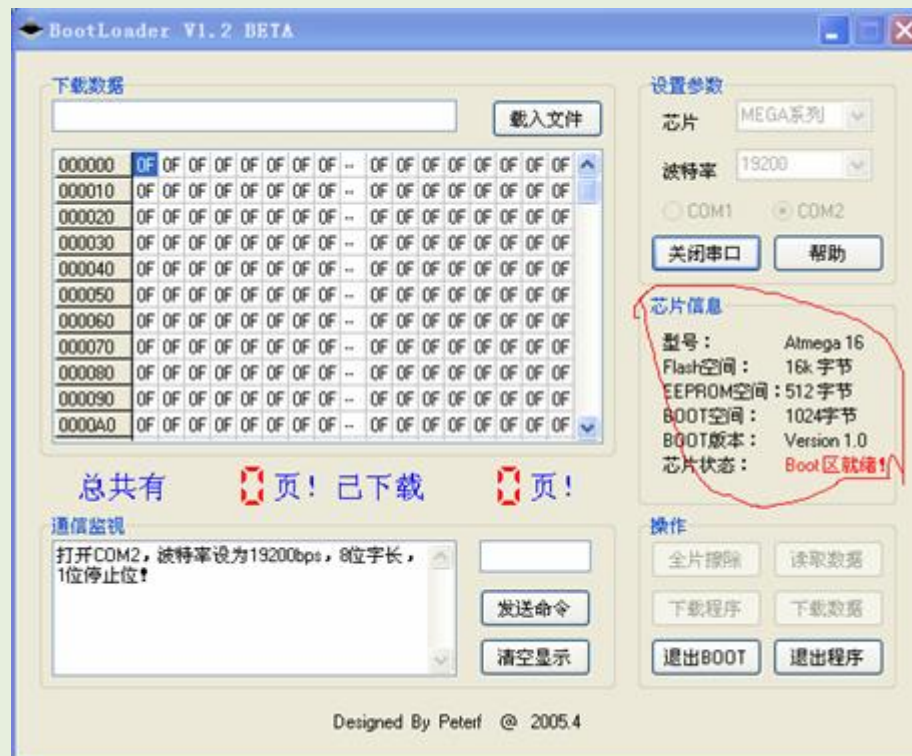 BootLoader V1.2 BETA
下载数据
载入文件
000000 0F 0F 0F 0F 0F 0F 0F 0F -- 0F 0F 0F 0F 0F 0F 0F 0F
000010 0F 0F 0F 0F 0F 0F 0F 0F -- 0F 0F 0F 0F 0F 0F 0F 0F
000020 0F 0F 0F 0F 0F 0F 0F 0F -- 0F 0F 0F 0F 0F 0F 0F 0F
000030 0F 0F 0F 0F 0F 0F 0F 0F -- 0F 0F 0F 0F 0F 0F 0F 0F
000040 0F 0F 0F 0F 0F 0F 0F 0F -- 0F 0F 0F 0F 0F 0F 0F 0F
000050 0F 0F 0F 0F 0F 0F 0F 0F -- 0F 0F 0F 0F 0F 0F 0F 0F
000060 0F 0F 0F 0F 0F 0F 0F 0F -- 0F 0F 0F 0F 0F 0F 0F 0F
000070 0F 0F 0F 0F 0F 0F 0F 0F -- 0F 0F 0F 0F 0F 0F 0F 0F
000080 0F 0F 0F 0F 0F 0F 0F 0F -- 0F 0F 0F 0F 0F 0F 0F 0F
000090 0F 0F 0F 0F 0F 0F 0F 0F -- 0F 0F 0F 0F 0F 0F 0F 0F
0000A0 0F 0F 0F 0F 0F 0F 0F 0F -- 0F 0F 0F 0F 0F 0F 0F 0F
总共有 0 页! 已下载 0 页!
通信监视
打开COM2，波特率设为19200bps，8位字长，
1位停止位!
发送命令
清空显示
设置参数
芯片 MEGA系列
波特率 19200
COM1 COM2
关闭串口 帮助
芯片信息
型号： Atmega 16
Flash空间： 16k 字节
EEPROM空间：512 字节
BOOT空间： 1024字节
BOOT版本： Version 1.0
芯片状态： Boot区就绪!
操作
全片擦除 读取数据
下载程序 下载数据
退出BOOT 退出程序
Designed By Peterf @ 2005.4